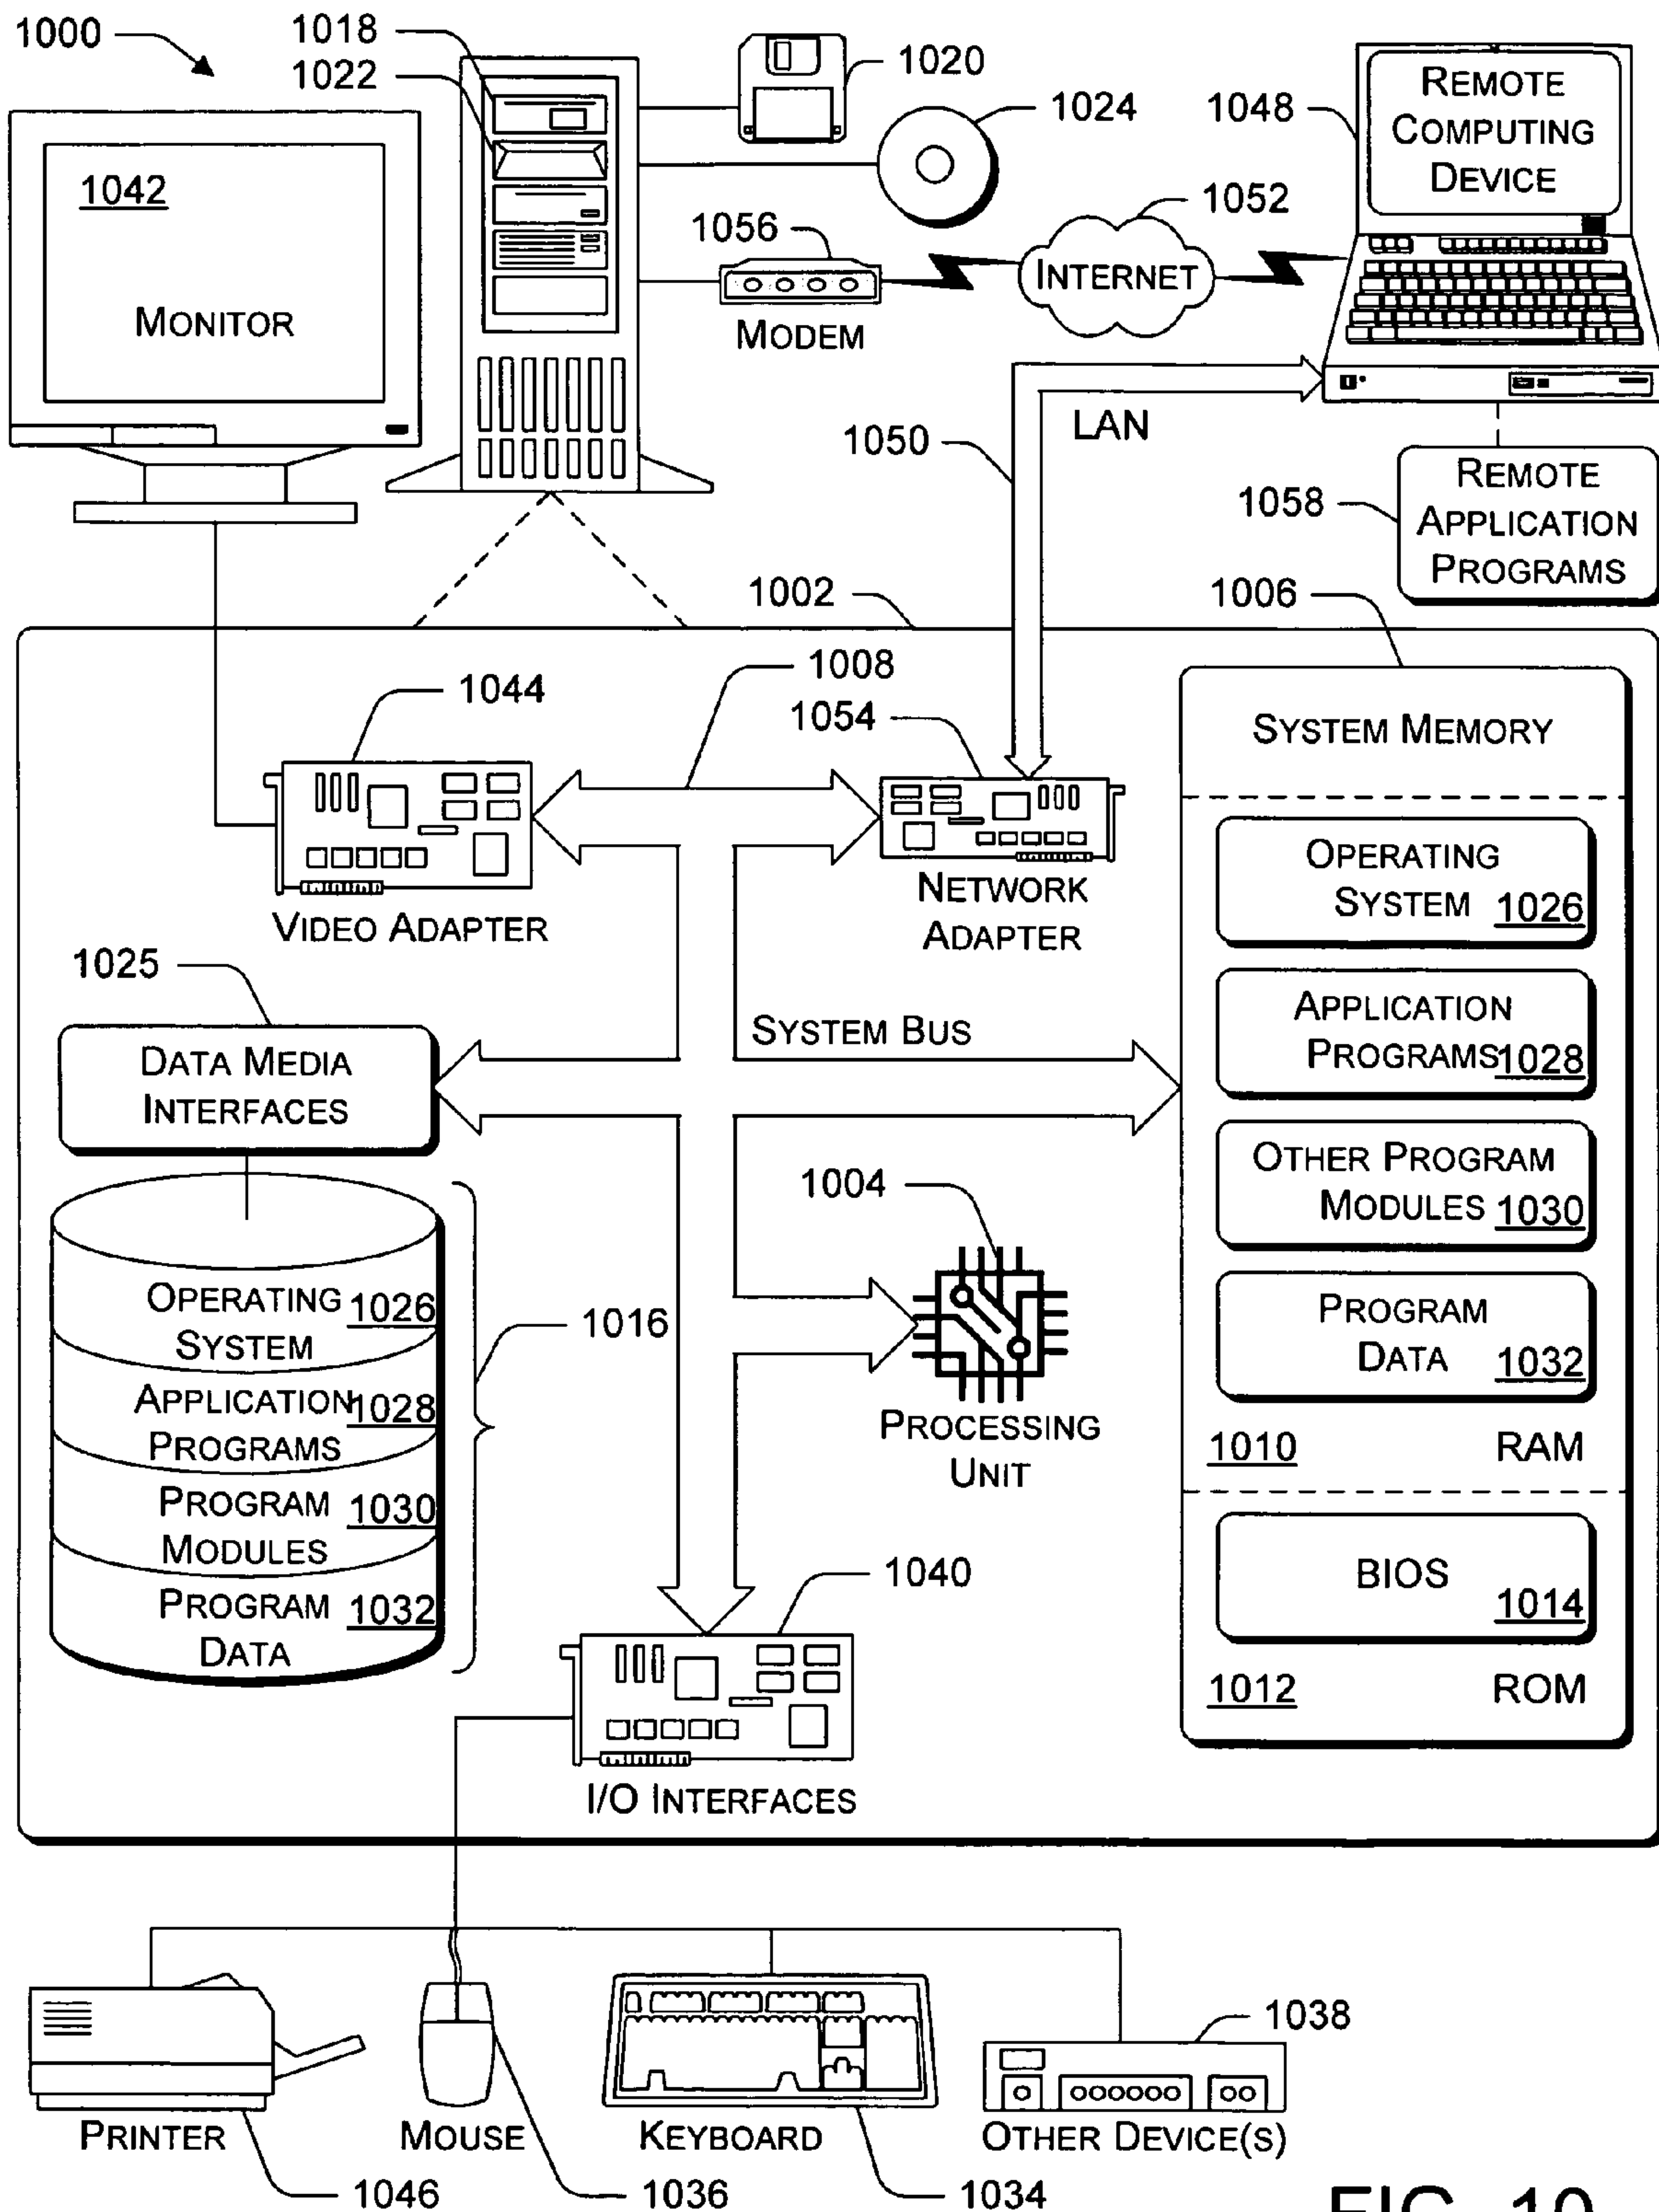 1000
1018
1022
1020
1024
1048
REMOTE
COMPUTING
DEVICE
1042
MONITOR
1056
MODEM
1052
INTERNET
1050
LAN
1058
REMOTE
APPLICATION
PROGRAMS
1002
1006
1008
1044
1054
VIDEO ADAPTER
NETWORK
ADAPTER
SYSTEM MEMORY
OPERATING
SYSTEM 1026
APPLICATION
PROGRAMS 1028
OTHER PROGRAM
MODULES 1030
PROGRAM
DATA 1032
1010 RAM
BIOS
1014
1012 ROM
1025
DATA MEDIA
INTERFACES
SYSTEM BUS
1004
PROCESSING
UNIT
OPERATING 1026
SYSTEM
APPLICATION 1028
PROGRAMS
PROGRAM 1030
MODULES
PROGRAM 1032
DATA
1016
1040
I/O INTERFACES
PRINTER
1046
MOUSE
1036
KEYBOARD
1034
1038
OTHER DEVICE(S)
FIG. 10